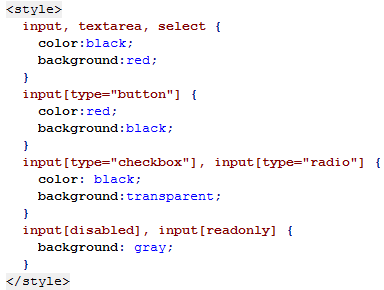 <style>
  input, textarea, select {
    color:black;
    background:red;
  }
  input[type="button"] {
    color:red;
    background:black;
  }
  input[type="checkbox"], input[type="radio"] {
    color: black;
    background:transparent;
  }
  input[disabled], input[readonly] {
    background: gray;
  }
</style>